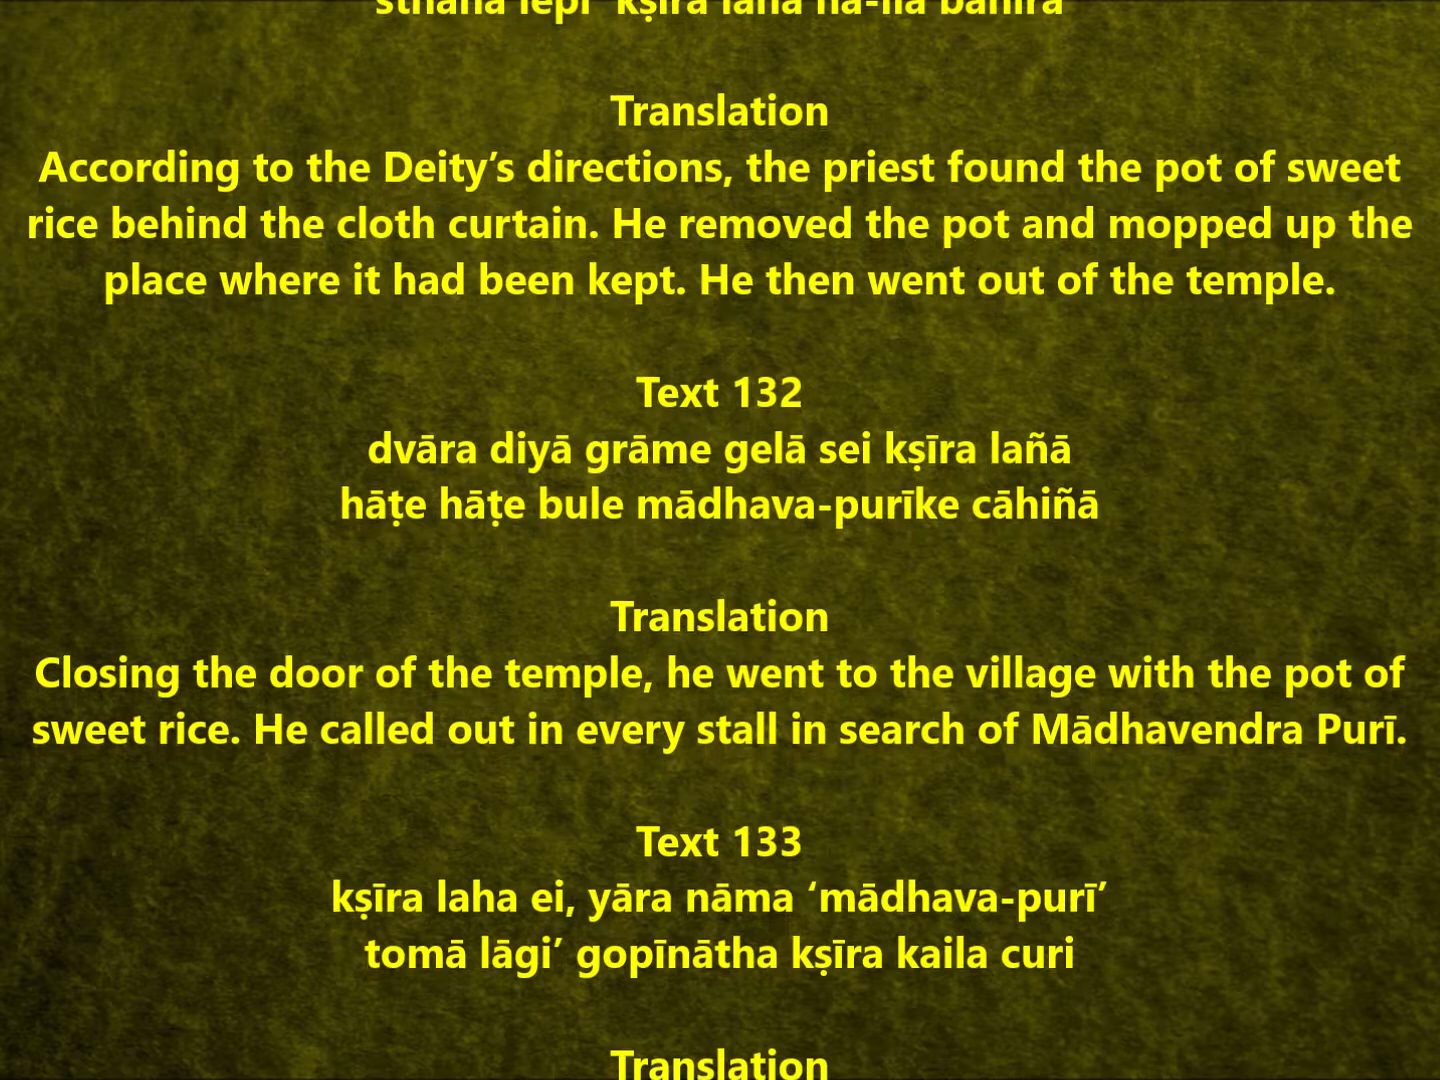 Translation
According to the Deity’s directions, the priest found the pot of sweet
rice behind the cloth curtain. He removed the pot and mopped up the
place where it had been kept. He then went out of the temple.
Text 132
dvāra diyā grāme gelā sei kṣīra lañā
hāṭe hāṭe bule mādhava-purīke cāhiñā
Translation
Closing the door of the temple, he went to the village with the pot of
sweet rice. He called out in every stall in search of Mādhavendra Purī.
Text 133
kṣīra laha ei, yāra nāma ‘mādhava-purī’
tomā lāgi’ gopīnātha kṣīra kaila curi
Translation